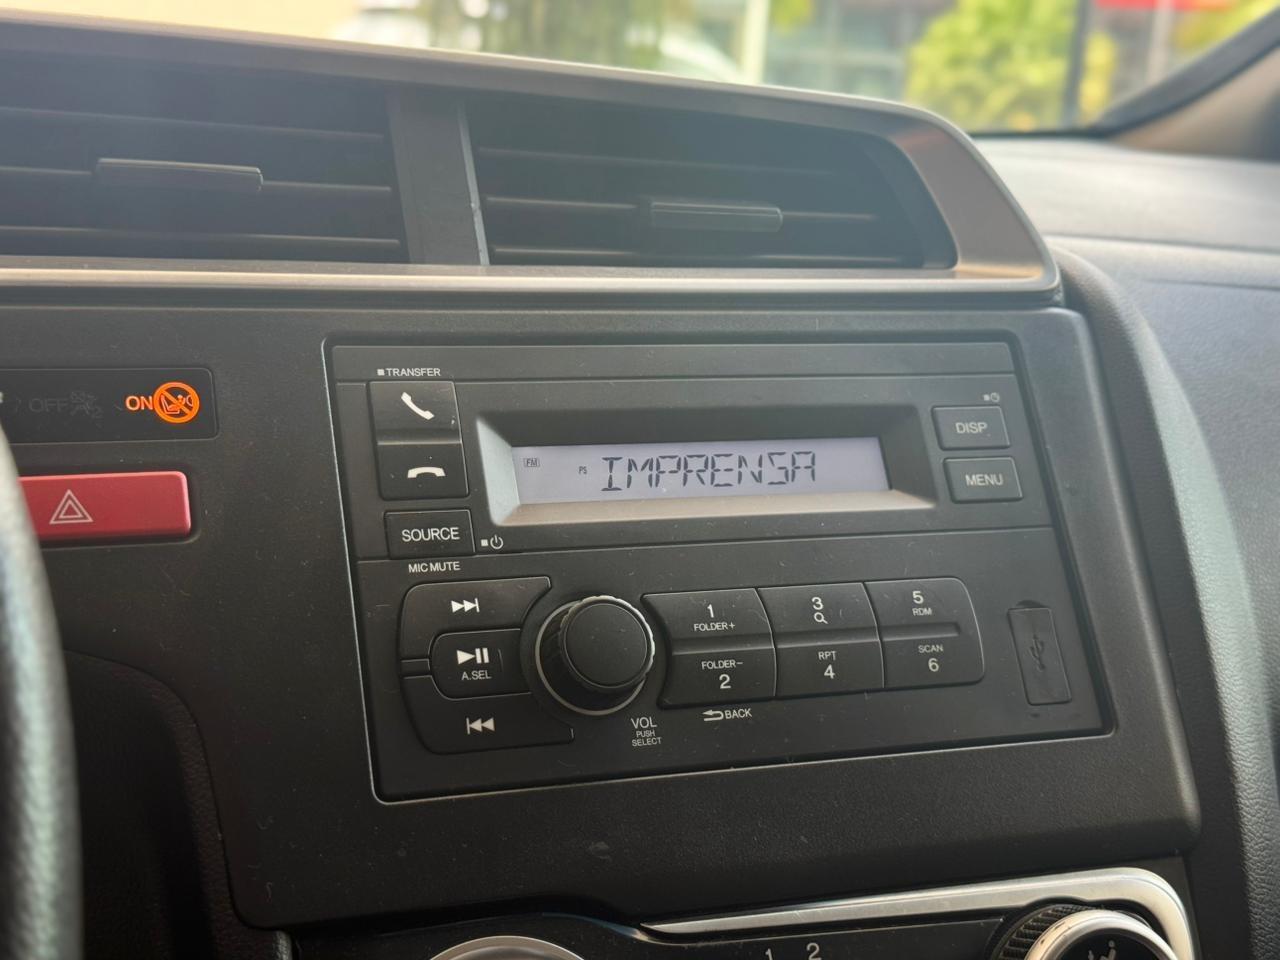 TRANSFER
OFF
2
ON
DISP
FM
PS
IMPRENSA
MENU
SOURCE
MIC MUTE
1
FOLDER+
3
5
RDM
A.SEL
FOLDER-
2
RPT
4
SCAN
6
VOL
PUSH
SELECT
BACK
1 2